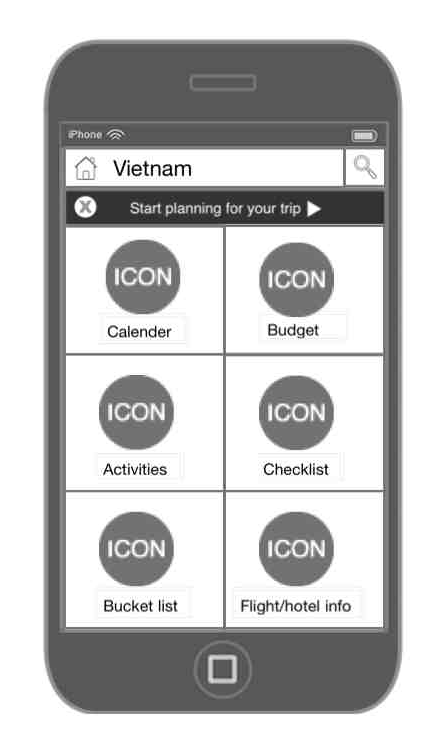 iPhone
Vietnam
Start planning for your trip
ICON ICON
Calender Budget
ICON ICON
Activities Checklist
ICON ICON
Bucket list Flight/hotel info